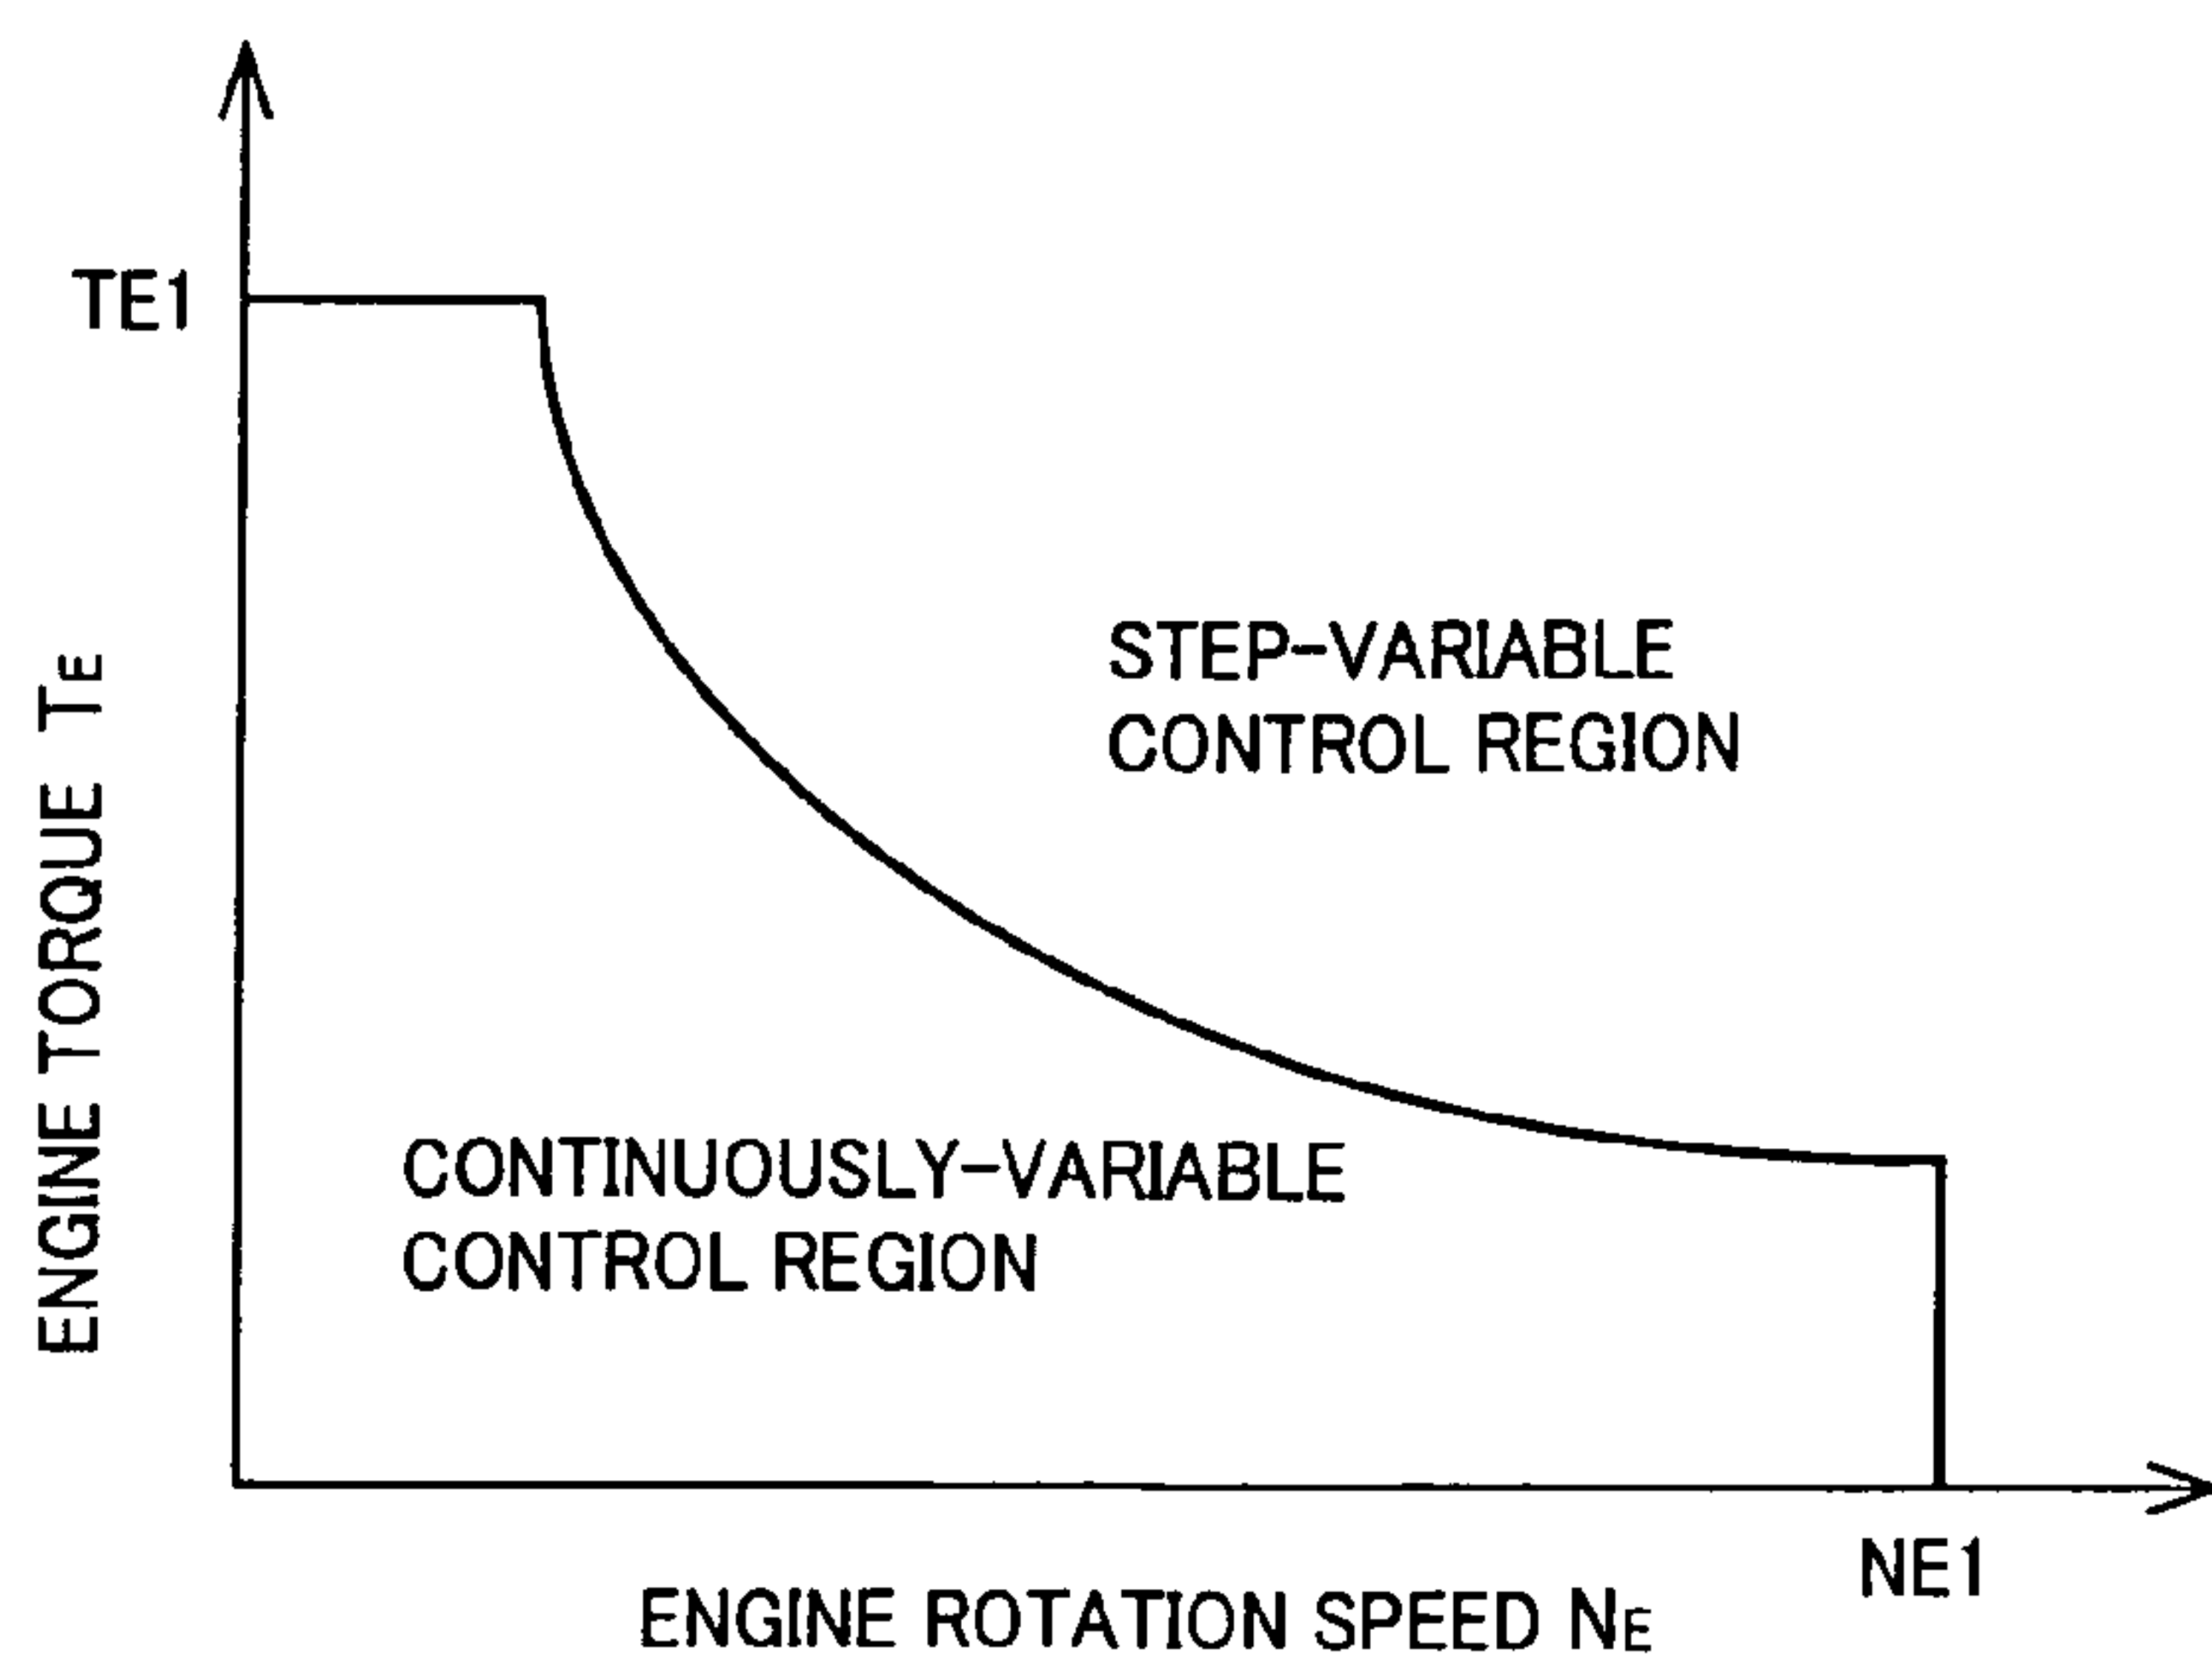 TE1
ENGINE TORQUE TE
STEP-VARIABLE
CONTROL REGION
CONTINUOUSLY-VARIABLE
CONTROL REGION
NE1
ENGINE ROTATION SPEED NE